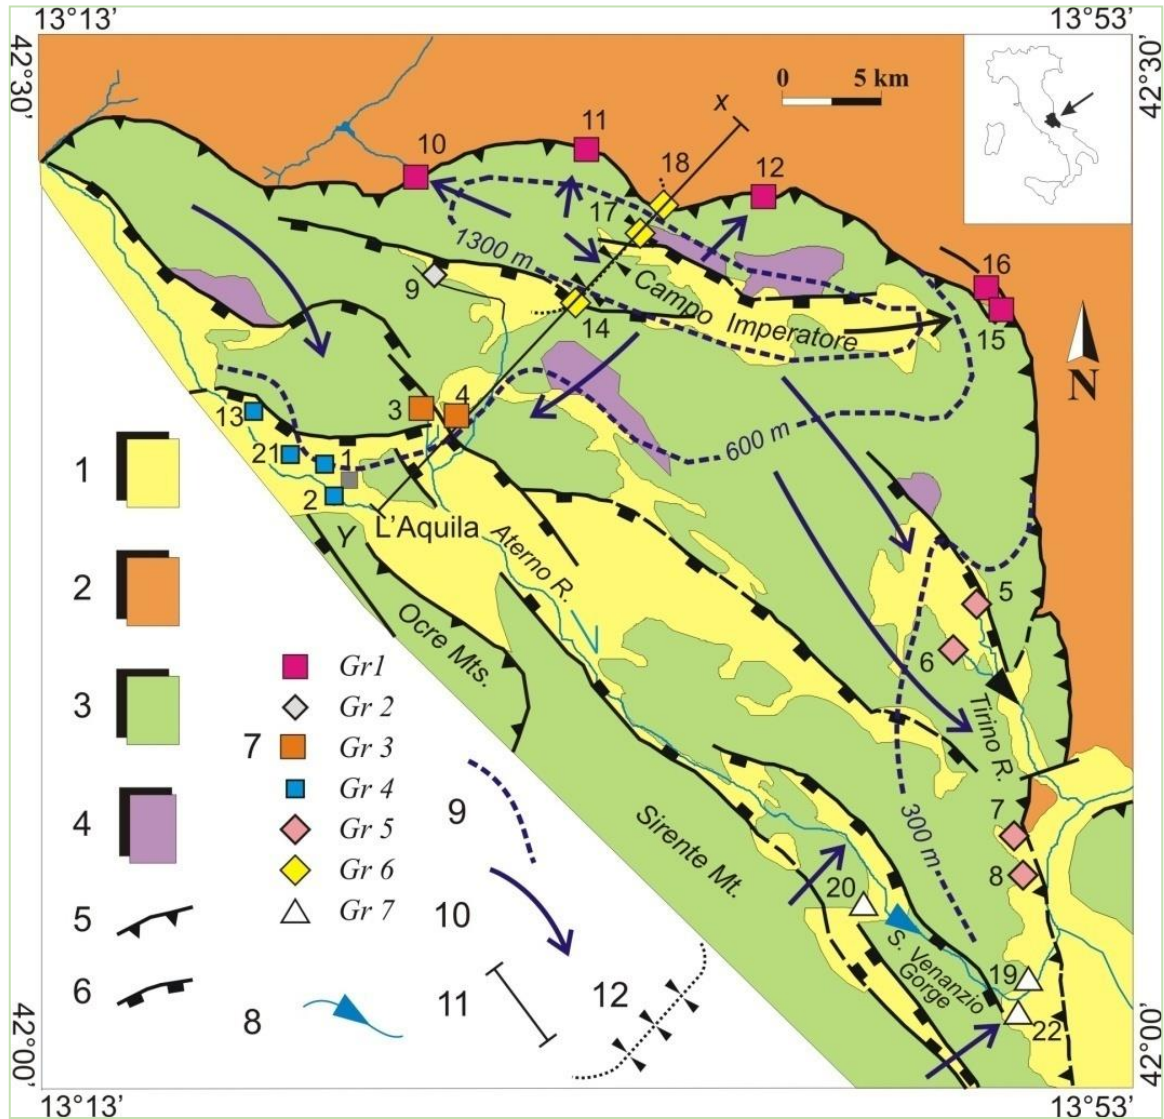 13°13'
13°53'
42°30'
42°30'
0 5 km
x
11
10
18
12
17
1300 m
16
9
Campo Imperatore
14
15
N
3
4
13
600 m
21
1
1
2
L'Aquila
Y
Aterno R.
5
2
Ocre Mts.
6
Gr1
3
Gr 2
Tirino R.
7
Gr 3
Gr 4
9
4
Gr 5
Sirente Mt.
300 m
7
Gr 6
8
Gr 7
20
5
10
S. Venanzio
Gorge
19
6
12
22
8
11
42°00'
42°00'
13°13'
13°53'